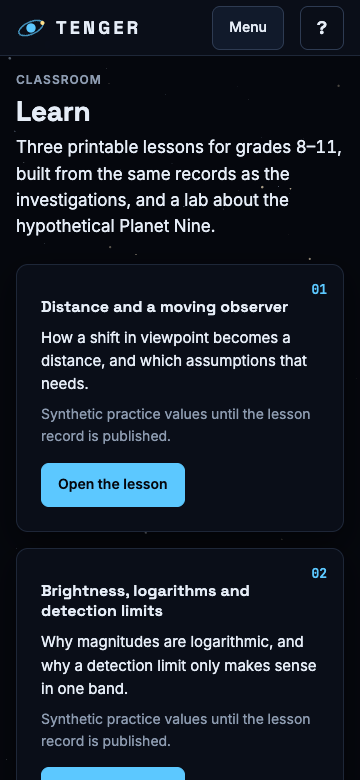 TENGER
Menu
?
CLASSROOM
Learn
Three printable lessons for grades 8–11,
built from the same records as the
investigations, and a lab about the
hypothetical Planet Nine.
01
Distance and a moving observer
How a shift in viewpoint becomes a
distance, and which assumptions that
needs.
Synthetic practice values until the lesson
record is published.
Open the lesson
02
Brightness, logarithms and
detection limits
Why magnitudes are logarithmic, and
why a detection limit only makes sense
in one band.
Synthetic practice values until the lesson
record is published.